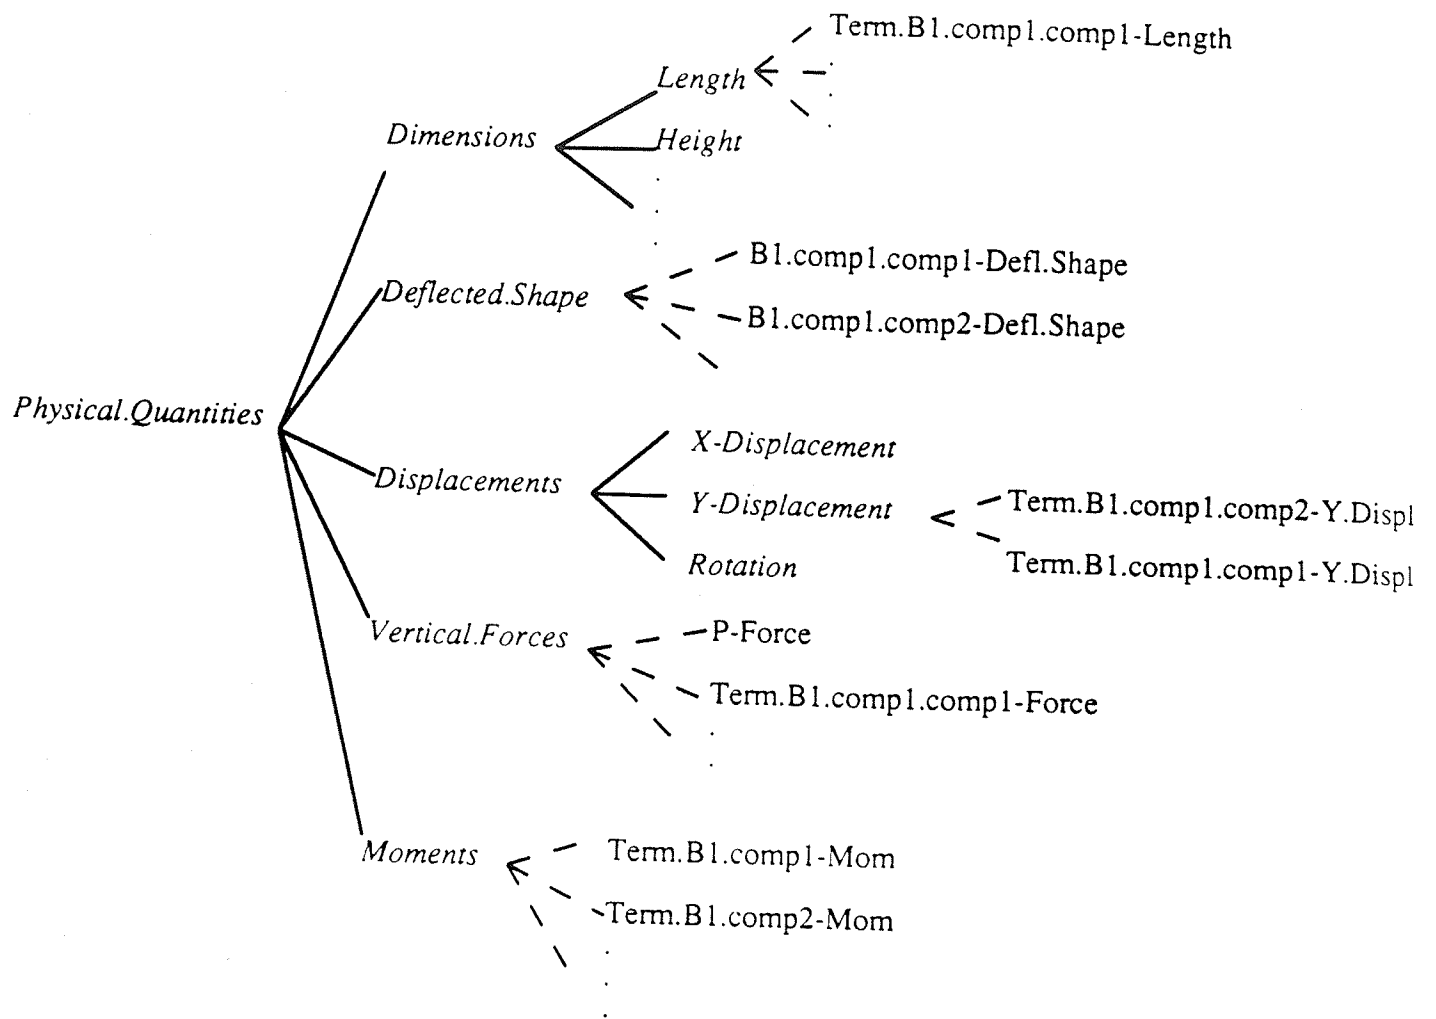 Term.B1.comp1.comp1-Length
Length
Dimensions
Height
B1.comp1.comp1-Defl.Shape
Deflected.Shape
B1.comp1.comp2-Defl.Shape
Physical.Quantities
X-Displacement
Displacements
Y-Displacement
Term.B1.comp1.comp2-Y.Displ
Rotation
Term.B1.comp1.comp1-Y.Displ
Vertical.Forces
P-Force
Term.B1.comp1.comp1-Force
Moments
Term.B1.comp1-Mom
Term.B1.comp2-Mom